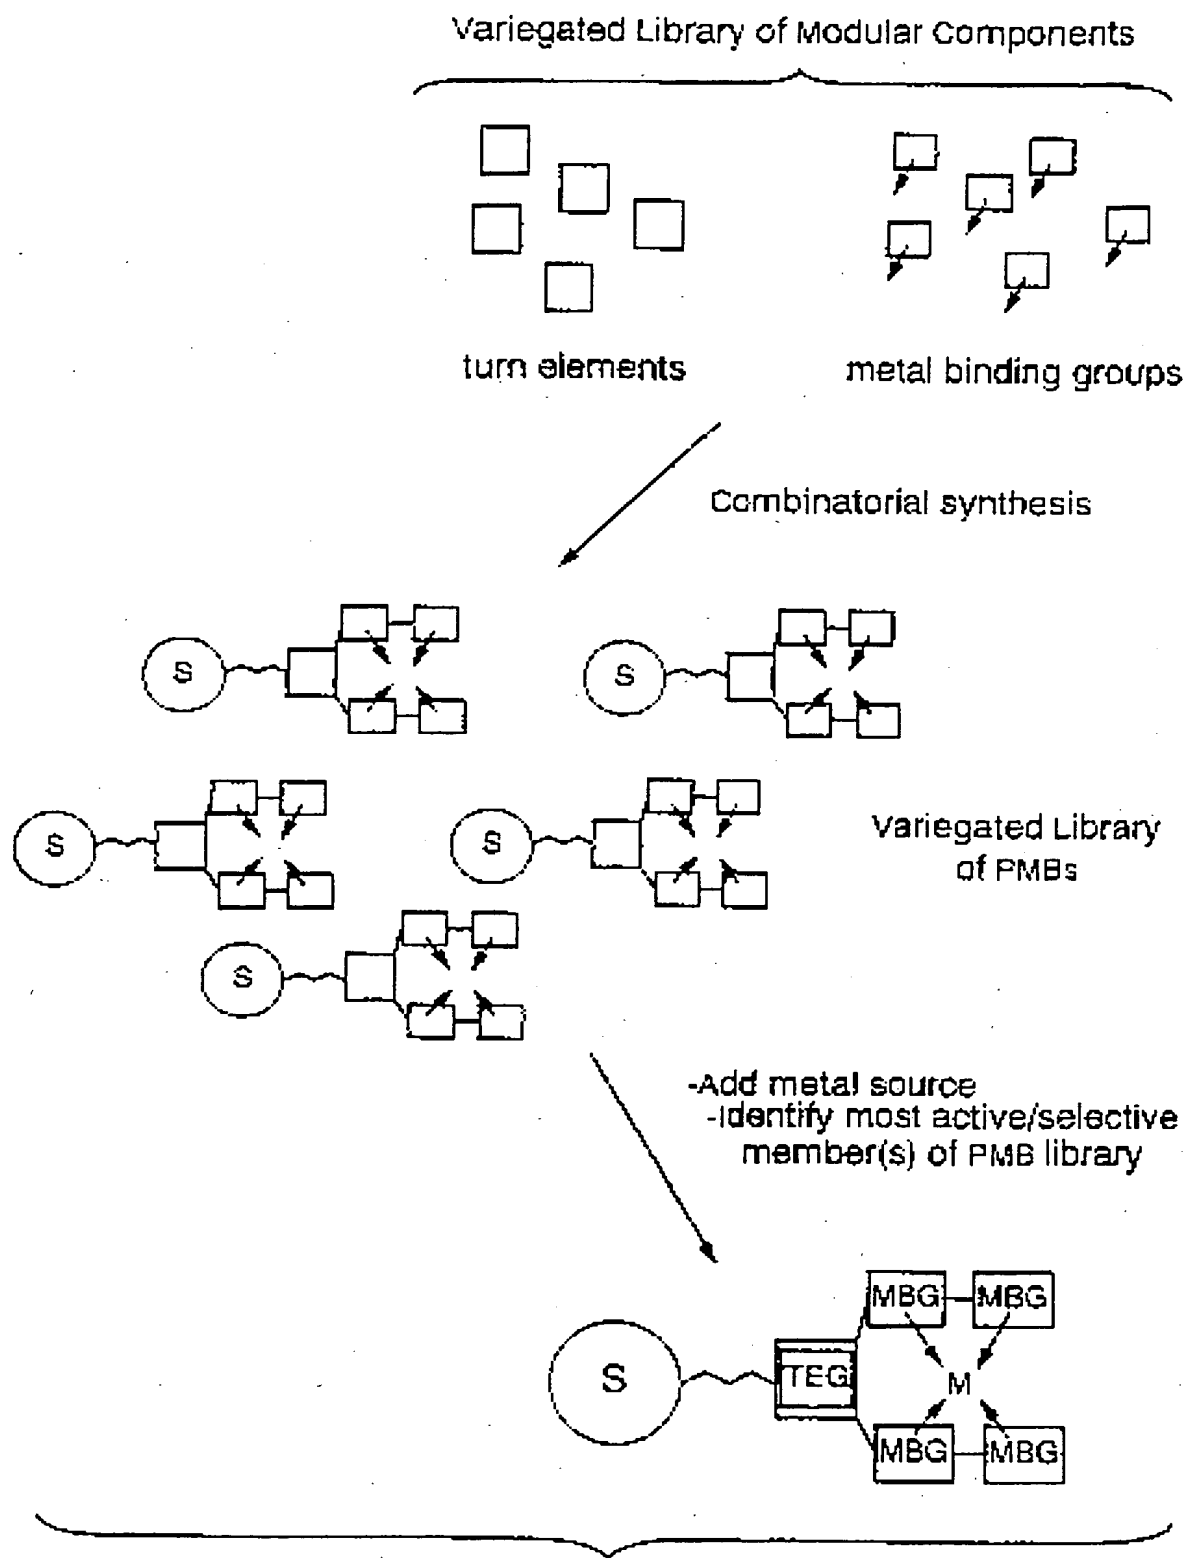 Variegated Library of Modular Components
turn elements
metal binding groups
Combinatorial synthesis
S
S
S
S
Variegated Library
of PMBs
S
-Add metal source
-Identify most active/selective
member(s) of PMB library
MBG MBG
S
TEG
M
MBG MBG